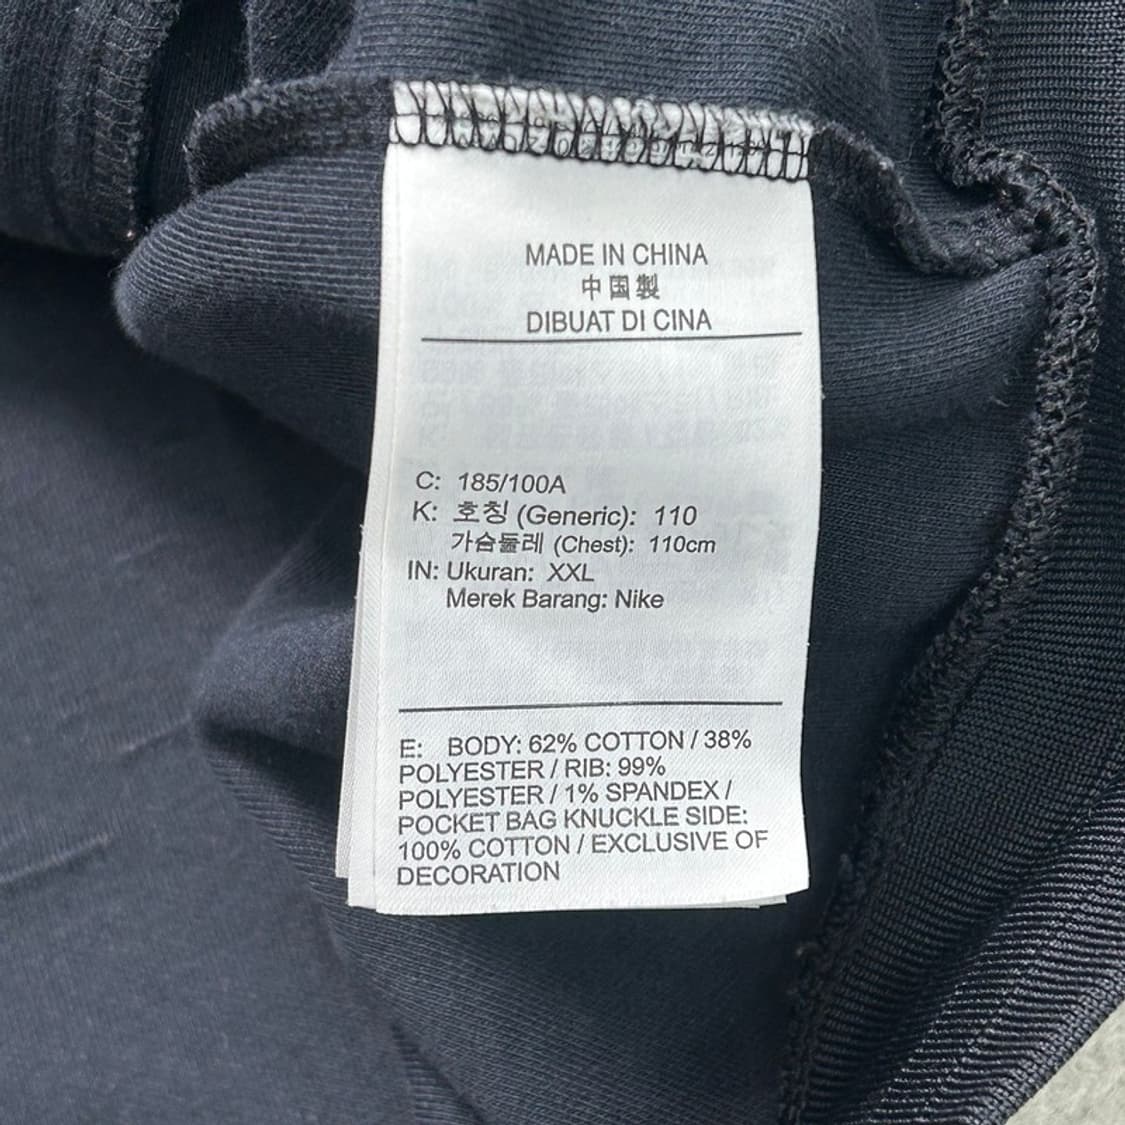 MADE IN CHINA
中国製
DIBUAT DI CINA
C: 185/100A
K: 호칭 (Generic): 110
가슴둘레 (Chest): 110cm
IN: Ukuran: XXL
Merek Barang: Nike
E: BODY: 62% COTTON / 38%
POLYESTER / RIB: 99%
POLYESTER / 1% SPANDEX /
POCKET BAG KNUCKLE SIDE:
100% COTTON / EXCLUSIVE OF
DECORATION